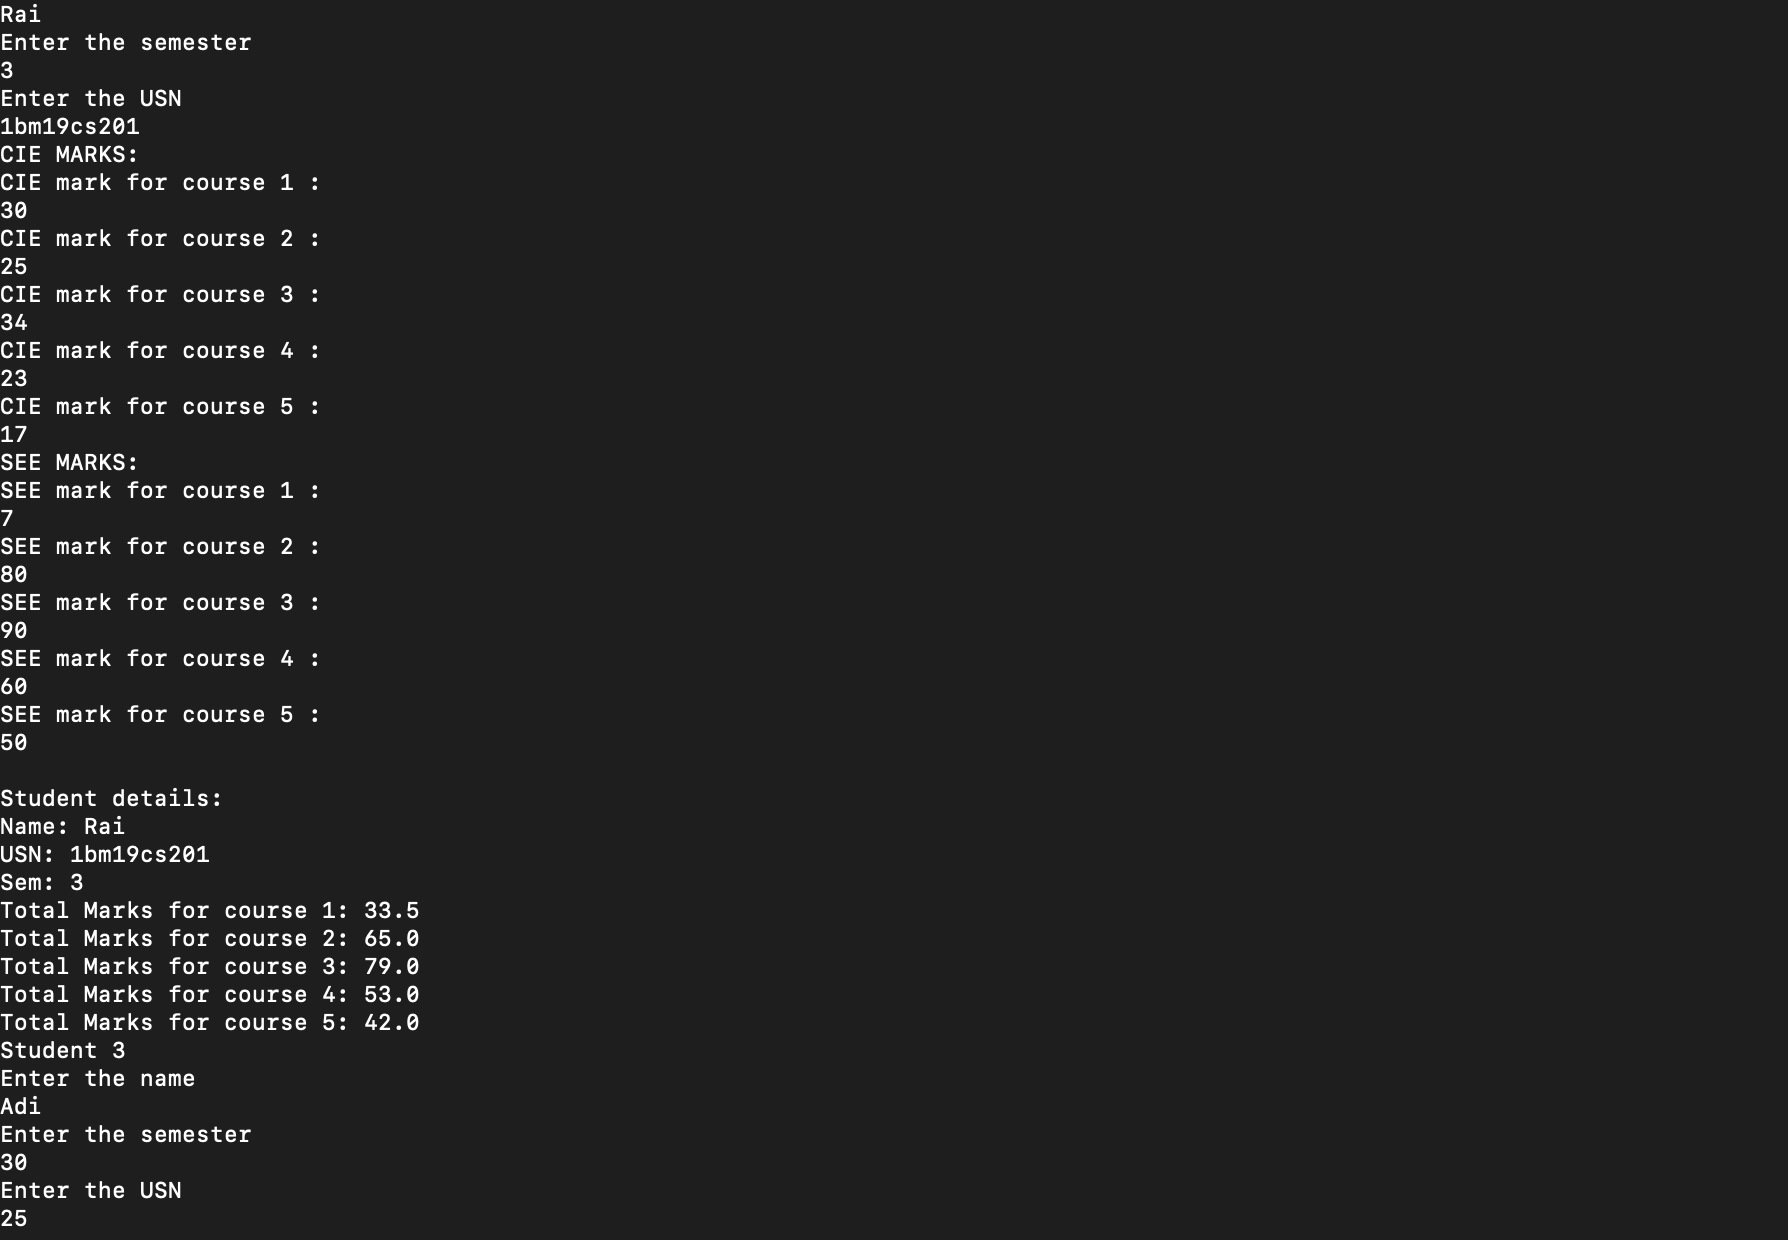 Rai
Enter the semester
3
Enter the USN
1bm19cs201
CIE MARKS:
CIE mark for course 1 :
30
CIE mark for course 2 :
25
CIE mark for course 3 :
34
CIE mark for course 4 :
23
CIE mark for course 5 :
17
SEE MARKS:
SEE mark for course 1 :
7
SEE mark for course 2 :
80
SEE mark for course 3 :
90
SEE mark for course 4 :
60
SEE mark for course 5 :
50
Student details:
Name: Rai
USN: 1bm19cs201
Sem: 3
Total Marks for course 1: 33.5
Total Marks for course 2: 65.0
Total Marks for course 3: 79.0
Total Marks for course 4: 53.0
Total Marks for course 5: 42.0
Student 3
Enter the name
Adi
Enter the semester
30
Enter the USN
25